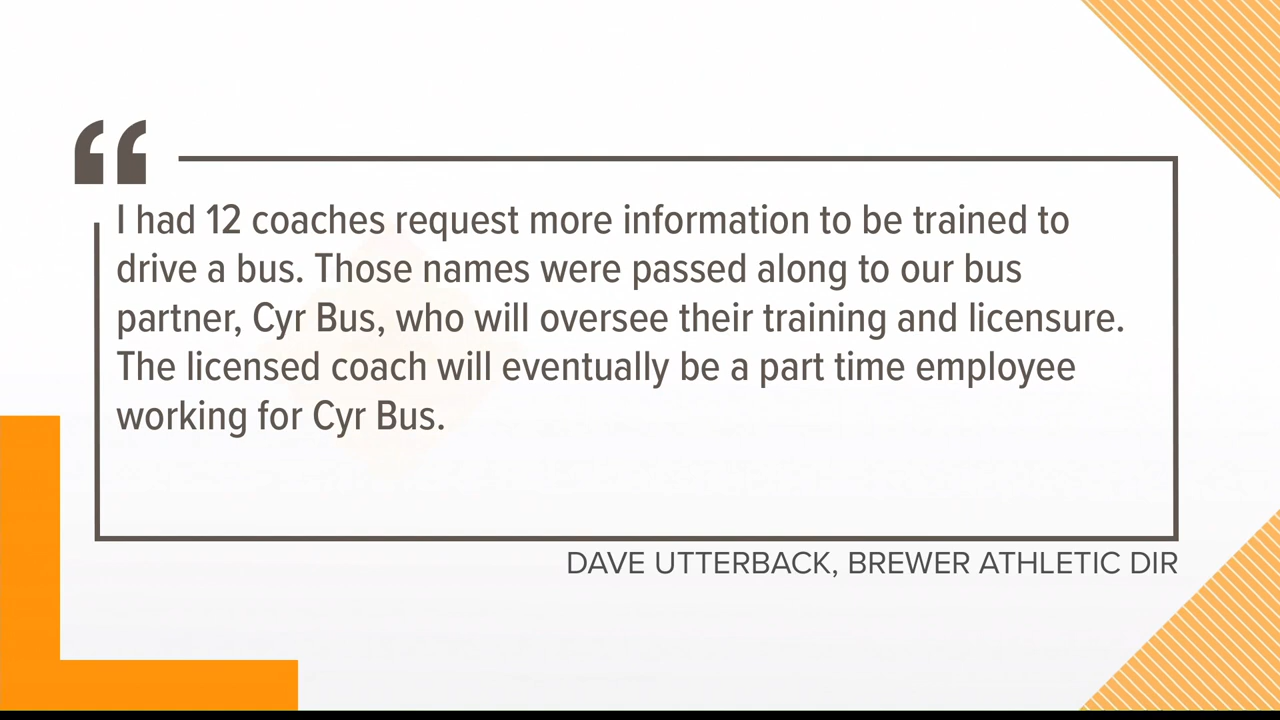 “
I had 12 coaches request more information to be trained to
drive a bus. Those names were passed along to our bus
partner, Cyr Bus, who will oversee their training and licensure.
The licensed coach will eventually be a part time employee
working for Cyr Bus.
DAVE UTTERBACK, BREWER ATHLETIC DIR